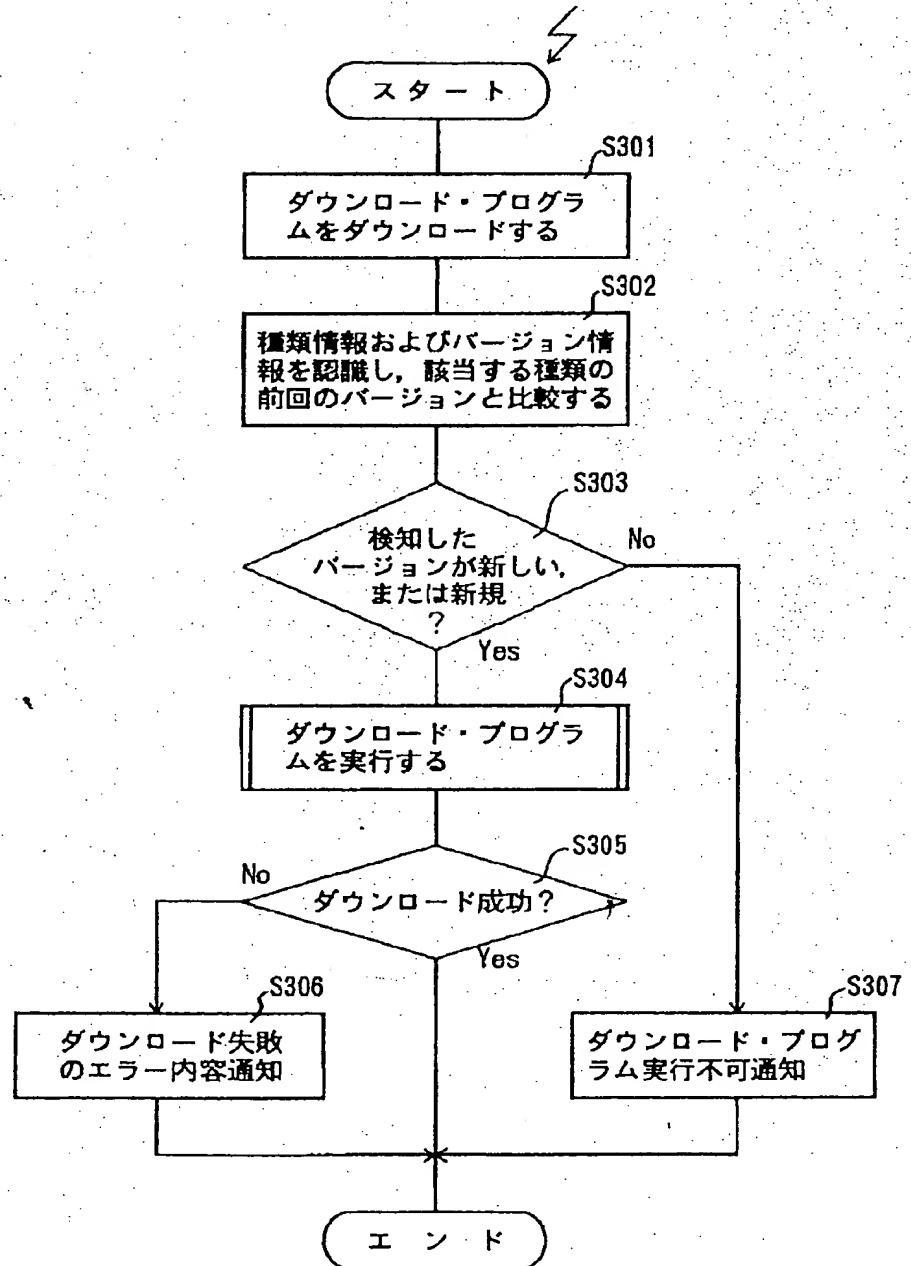 スタート
S301
ダウンロード・プログラ
ムをダウンロードする
S302
種類情報およびバージョン情
報を認識し，該当する種類の
前回のバージョンと比較する
S303
検知した
バージョンが新しい，
または新規
？
No
Yes
S304
ダウンロード・プログラ
ムを実行する
S305
ダウンロード成功？
No
Yes
S306
ダウンロード失敗
のエラー内容通知
S307
ダウンロード・プログ
ラム実行不可通知
エンド